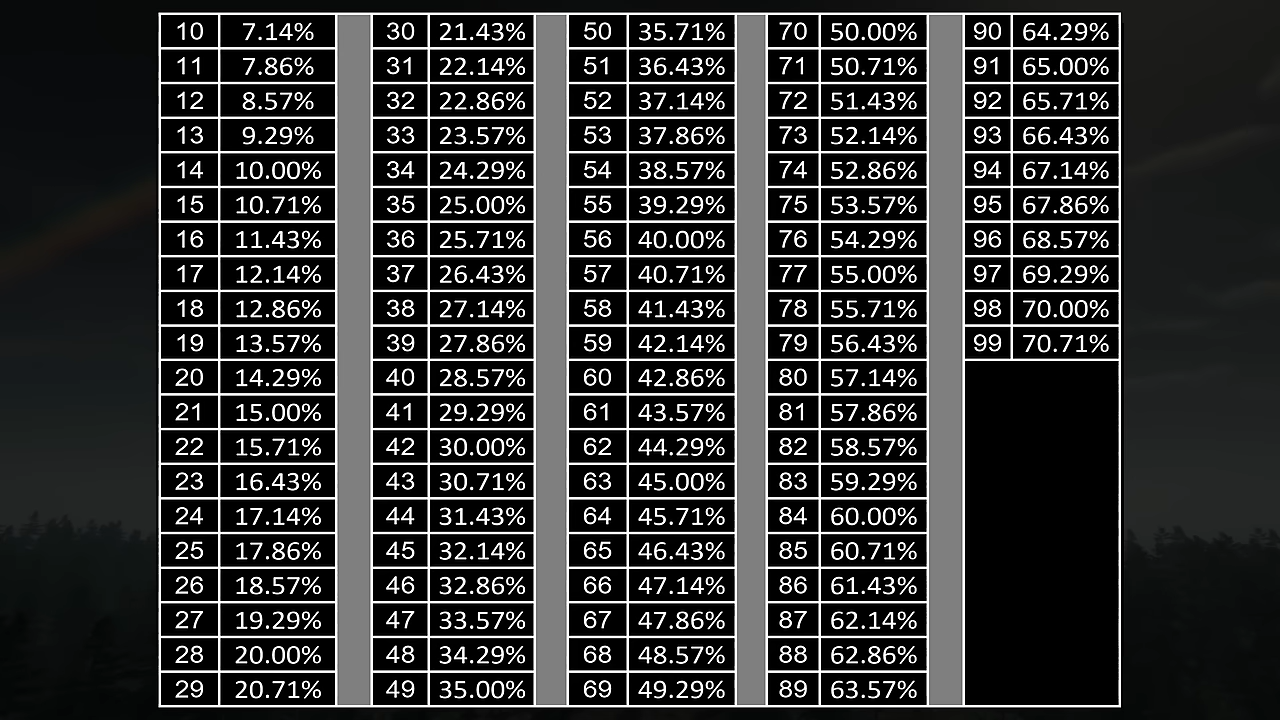 10 7.14% 30 21.43% 50 35.71% 70 50.00% 90 64.29%
11 7.86% 31 22.14% 51 36.43% 71 50.71% 91 65.00%
12 8.57% 32 22.86% 52 37.14% 72 51.43% 92 65.71%
13 9.29% 33 23.57% 53 37.86% 73 52.14% 93 66.43%
14 10.00% 34 24.29% 54 38.57% 74 52.86% 94 67.14%
15 10.71% 35 25.00% 55 39.29% 75 53.57% 95 67.86%
16 11.43% 36 25.71% 56 40.00% 76 54.29% 96 68.57%
17 12.14% 37 26.43% 57 40.71% 77 55.00% 97 69.29%
18 12.86% 38 27.14% 58 41.43% 78 55.71% 98 70.00%
19 13.57% 39 27.86% 59 42.14% 79 56.43% 99 70.71%
20 14.29% 40 28.57% 60 42.86% 80 57.14%
21 15.00% 41 29.29% 61 43.57% 81 57.86%
22 15.71% 42 30.00% 62 44.29% 82 58.57%
23 16.43% 43 30.71% 63 45.00% 83 59.29%
24 17.14% 44 31.43% 64 45.71% 84 60.00%
25 17.86% 45 32.14% 65 46.43% 85 60.71%
26 18.57% 46 32.86% 66 47.14% 86 61.43%
27 19.29% 47 33.57% 67 47.86% 87 62.14%
28 20.00% 48 34.29% 68 48.57% 88 62.86%
29 20.71% 49 35.00% 69 49.29% 89 63.57%